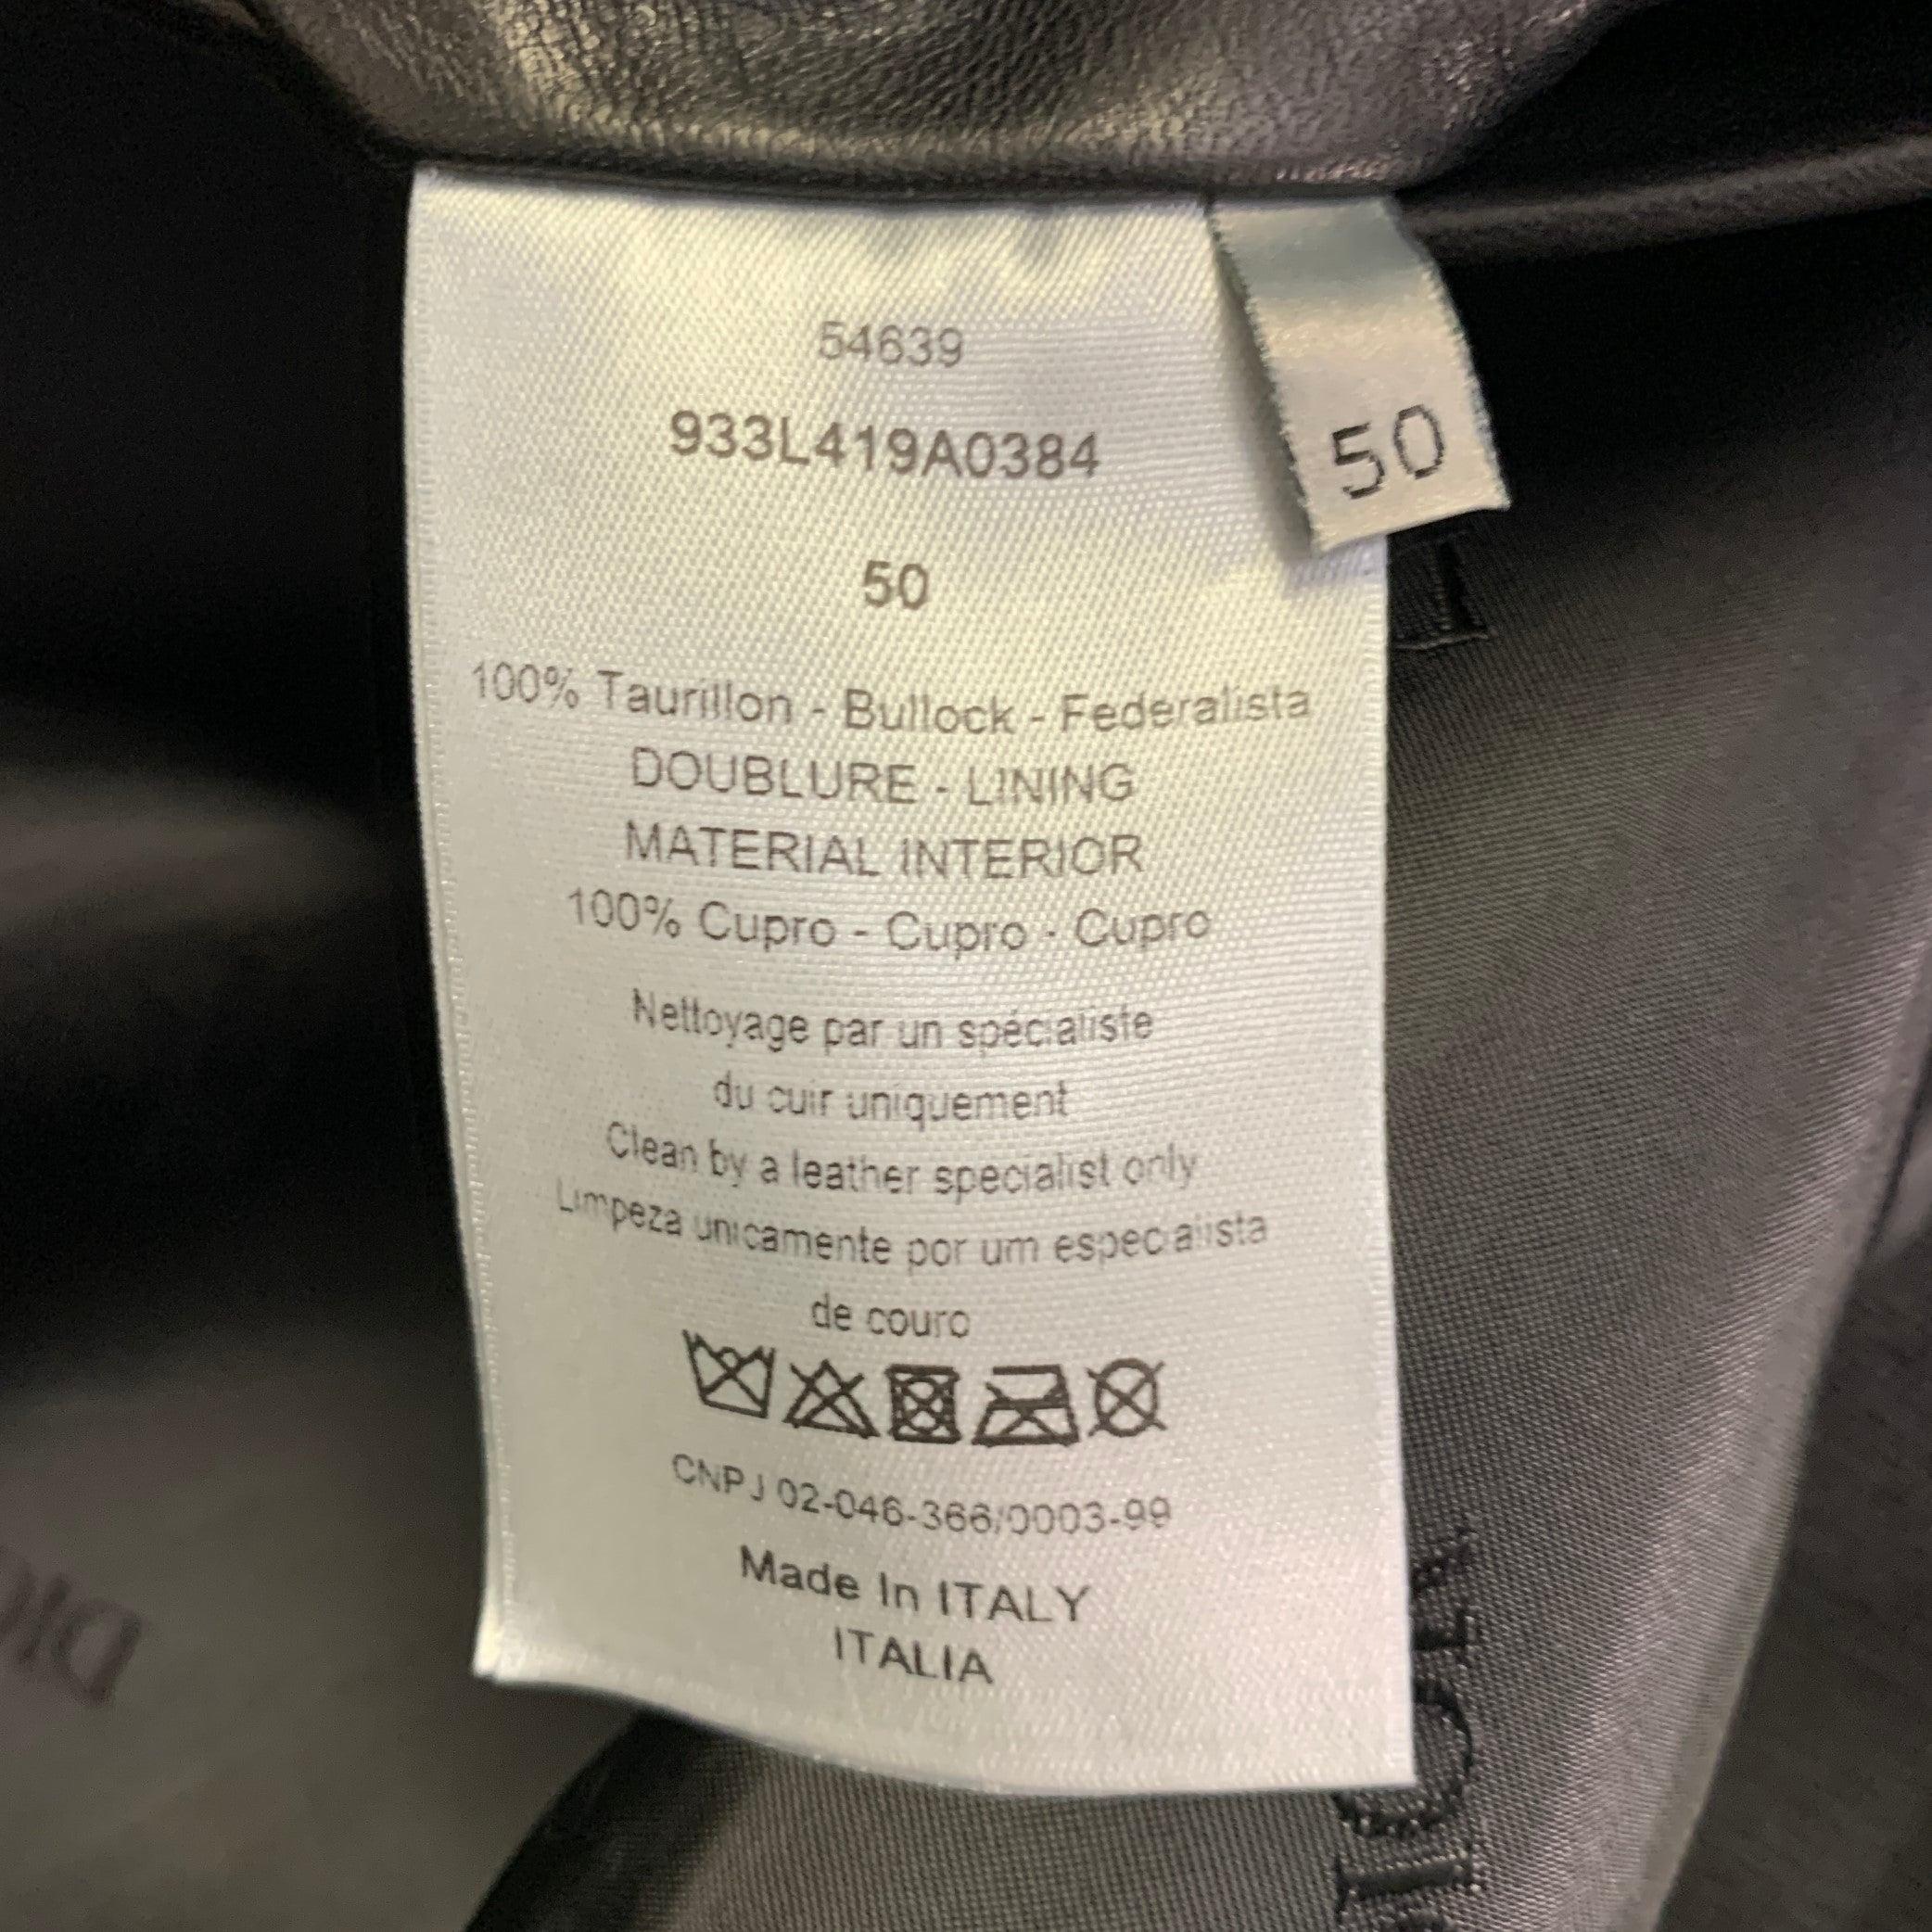 54639
933L419A0384
50
50
100% Taurillon - Bullock - Federalista
DOUBLURE - LINING
MATERIAL INTERIOR
100% Cupro - Cupro - Cupro
Nettoyage par un spécialiste
du cuir uniquement
Clean by a leather specialist only
Limpeza unicamente por um especialista
de couro
CNPJ 02-046-366/0003-99
Made In ITALY
ITALIA